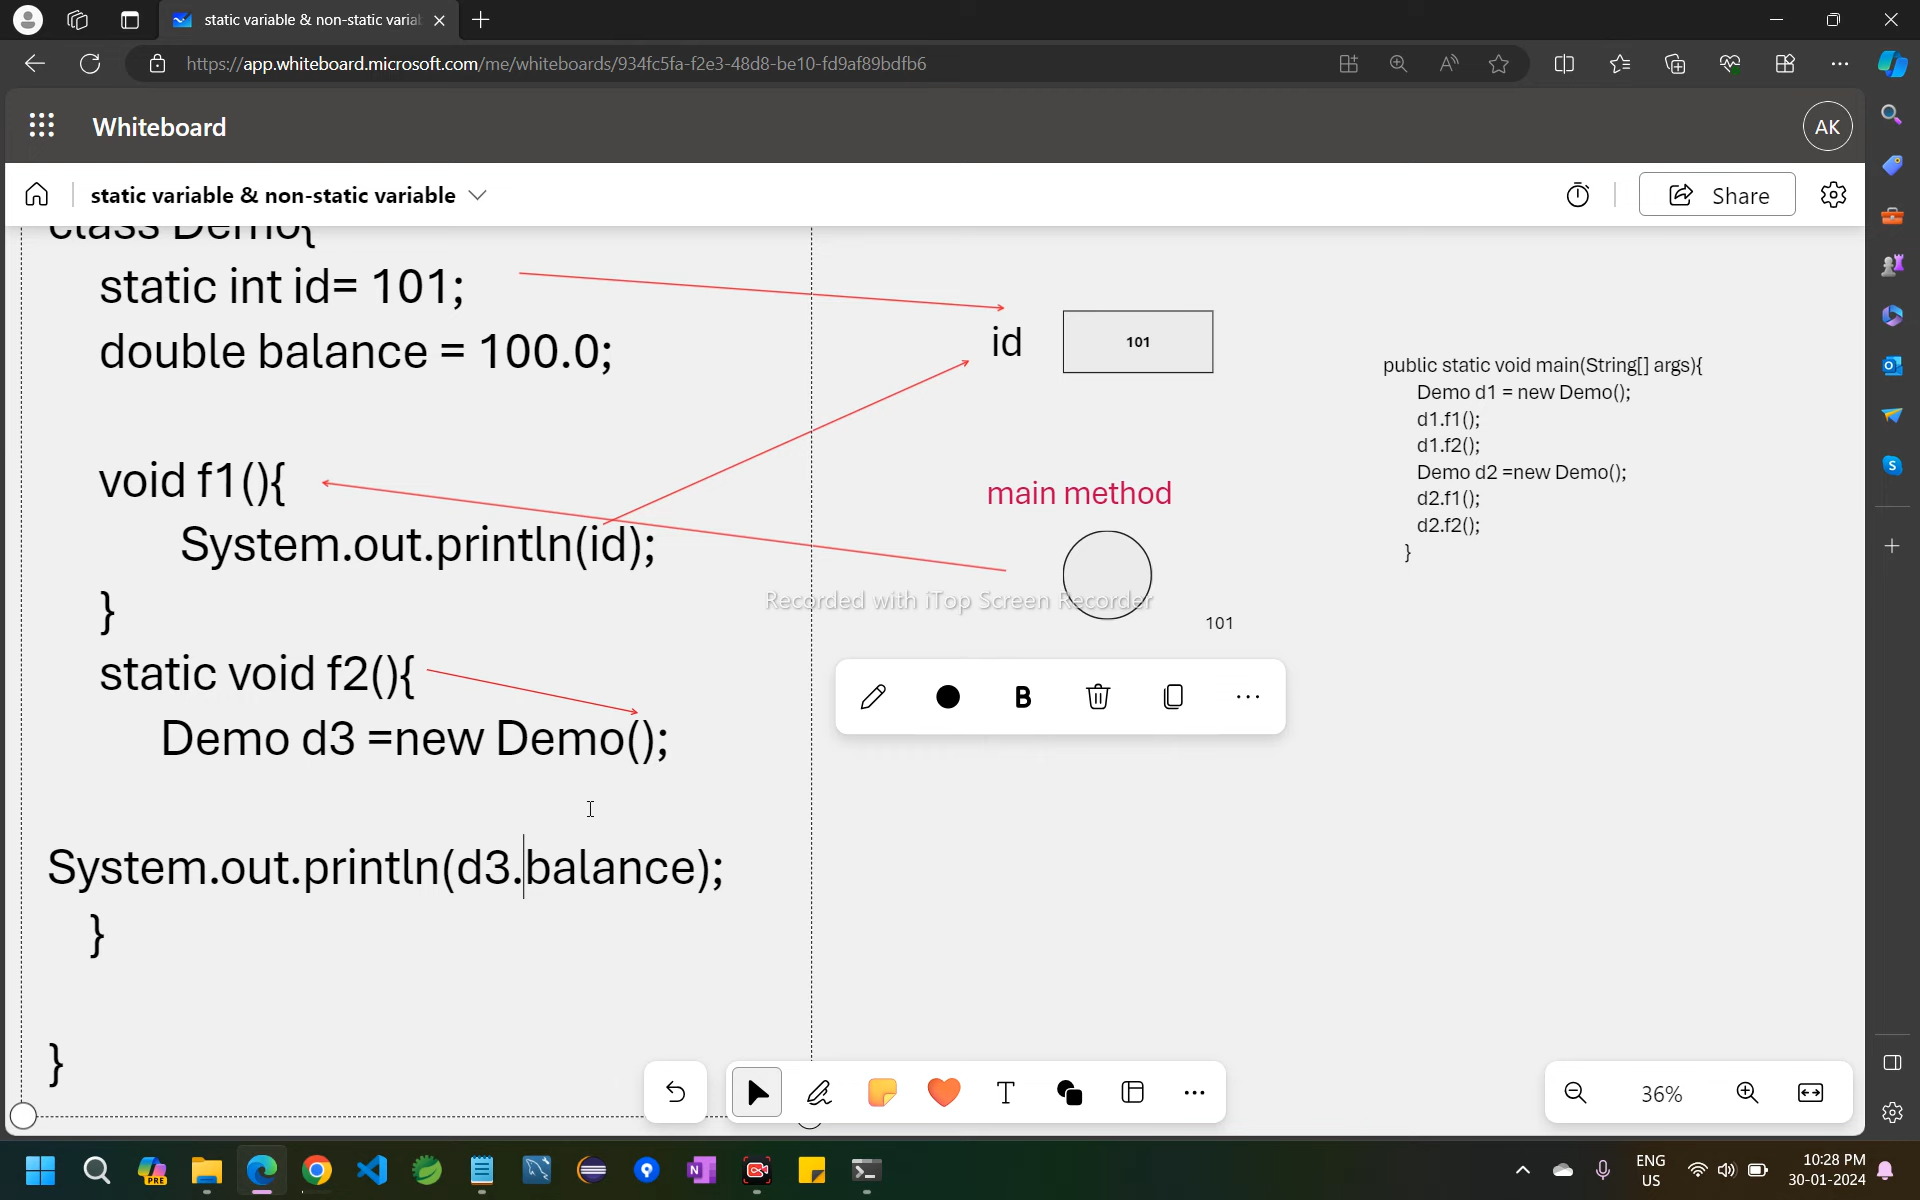 static variable & non-static varia
https://app.whiteboard.microsoft.com/me/whiteboards/934fc5fa-f2e3-48d8-be10-fd9af89bdfb6
Whiteboard
AK
static variable & non-static variable
Share
class Demo{
static int id= 101;
double balance = 100.0;
void f1(){
System.out.println(id);
}
static void f2(){
Demo d3 =new Demo();
System.out.println(d3.balance);
}
}
id
101
main method
Recorded with iTop Screen Recorder
101
public static void main(String[] args){
Demo d1 = new Demo();
d1.f1();
d1.f2();
Demo d2 =new Demo();
d2.f1();
d2.f2();
}
B
T
36%
PRE
ENG
US
10:28 PM
30-01-2024